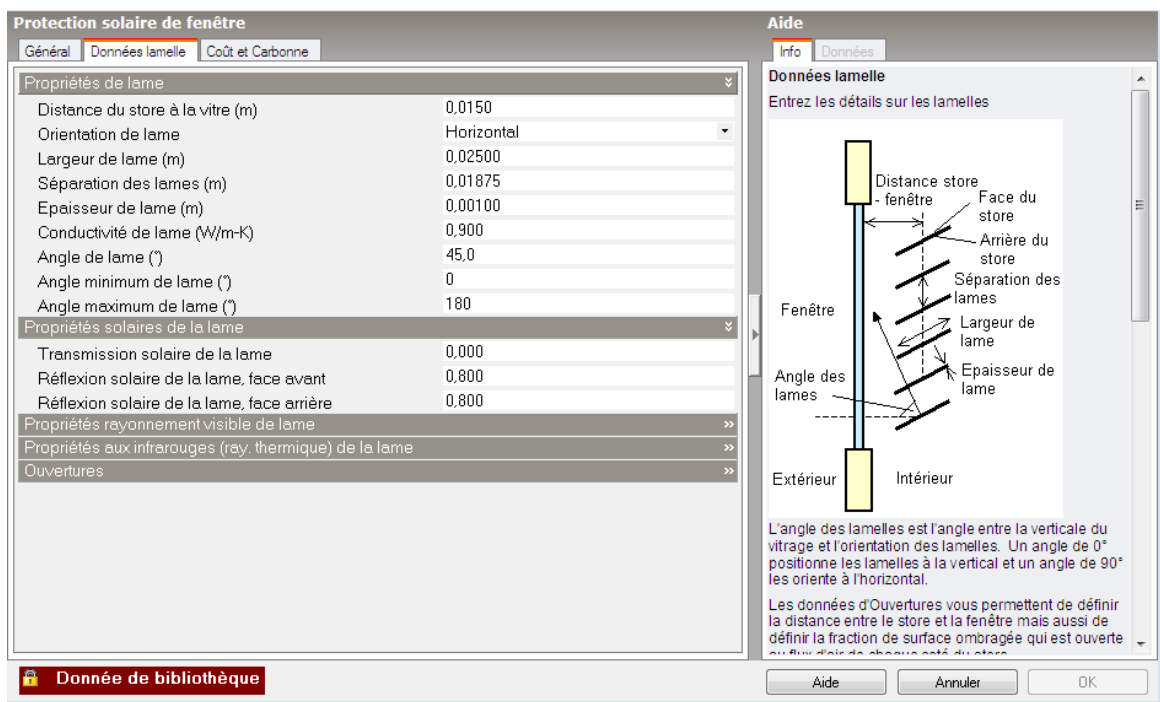 Protection solaire de fenêtre
Général
Données lamelle
Coût et Carbonne
Propriétés de lame
Distance du store à la vitre (m) 0,0150
Orientation de lame Horizontal
Largeur de lame (m) 0,02500
Séparation des lames (m) 0,01875
Epaisseur de lame (m) 0,00100
Conductivité de lame (W/m-K) 0,900
Angle de lame (°) 45,0
Angle minimum de lame (°) 0
Angle maximum de lame (°) 180
Propriétés solaires de la lame
Transmission solaire de la lame 0,000
Réflexion solaire de la lame, face avant 0,800
Réflexion solaire de la lame, face arrière 0,800
Propriétés rayonnement visible de lame
Propriétés aux infrarouges (ray. thermique) de la lame
Ouvertures
Donnée de bibliothèque
Aide
Info
Données
Données lamelle
Entrez les détails sur les lamelles
Distance store
- fenêtre
Face du
store
Arrière du
store
Séparation des
lames
Fenêtre
Largeur de
lame
Angle des
lames
Epaisseur de
lame
Extérieur
Intérieur
L'angle des lamelles est l'angle entre la verticale du
vitrage et l'orientation des lamelles. Un angle de 0°
positionne les lamelles à la vertical et un angle de 90°
les oriente à l'horizontal.
Les données d'Ouvertures vous permettent de définir
la distance entre le store et la fenêtre mais aussi de
définir la fraction de surface ombragée qui est ouverte
Aide
Annuler
OK